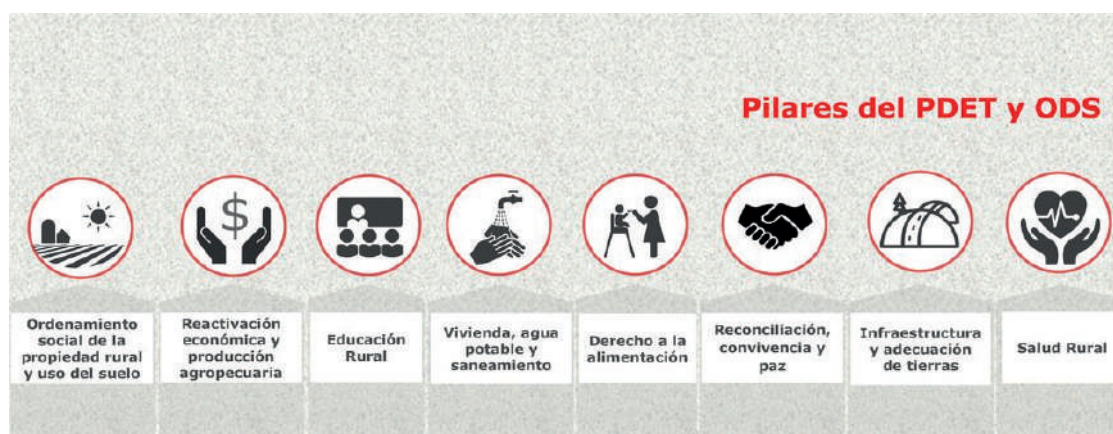 Pilares del PDET y ODS
Ordenamiento
social de la
propiedad rural
y uso del suelo
Reactivación
económica y
producción
agropecuaria
Educación
Rural
Vivienda, agua
potable y
saneamiento
Derecho a la
alimentación
Reconciliación,
convivencia y
paz
Infraestructura
y adecuación
de tierras
Salud Rural